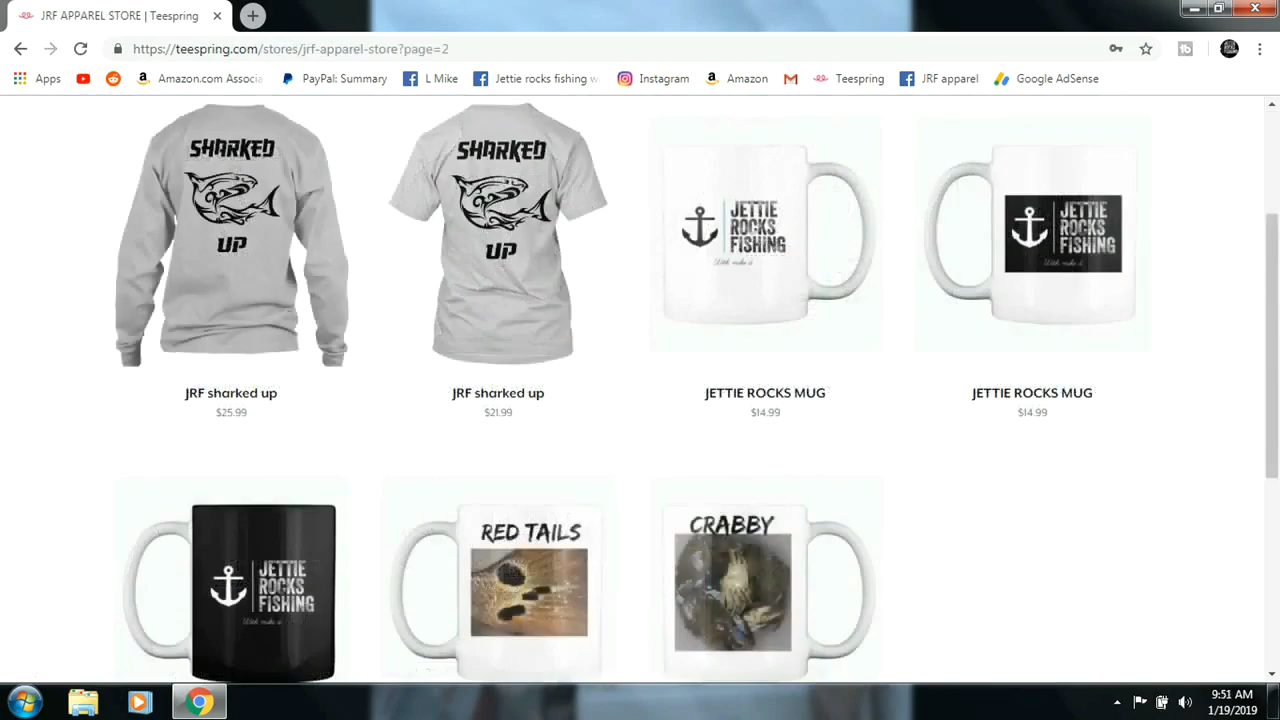 JRF APPAREL STORE | Teespring
https://teespring.com/stores/jrf-apparel-store?page=2
Apps
Amazon.com Associa
PayPal: Summary
L Mike
Jettie rocks fishing w
Instagram
Amazon
Teespring
JRF apparel
Google AdSense
SHARKED
UP
SHARKED
UP
JETTIE
ROCKS
FISHING
JETTIE
ROCKS
FISHING
JRF sharked up
$25.99
JRF sharked up
$21.99
JETTIE ROCKS MUG
$14.99
JETTIE ROCKS MUG
$14.99
JETTIE
ROCKS
FISHING
RED TAILS
CRABBY
9:51 AM
1/19/2019